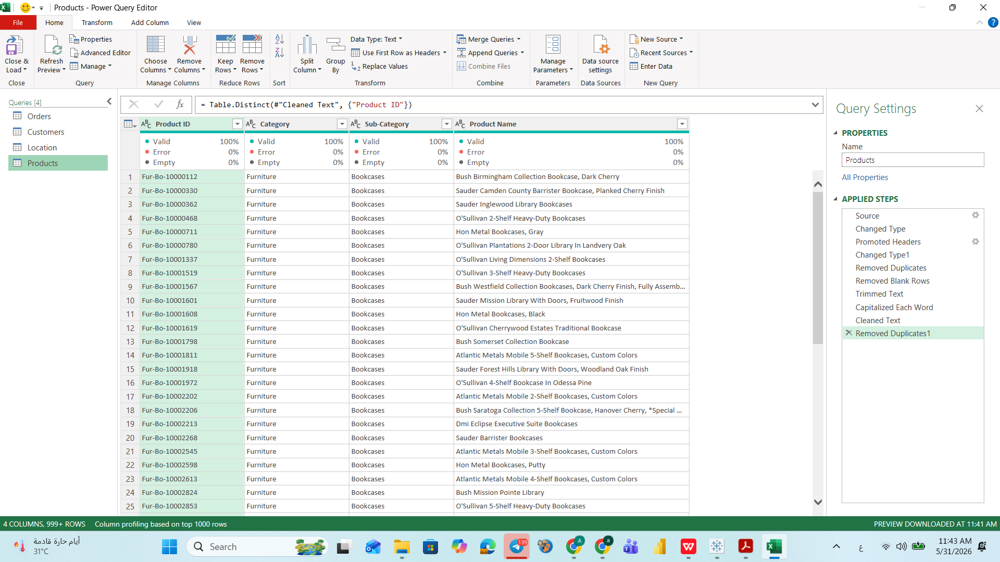 Products - Power Query Editor
File
Home
Transform
Add Column
View
Close & Load
Close
Refresh Preview
Properties
Advanced Editor
Manage
Query
Choose Columns
Remove Columns
Manage Columns
Keep Rows
Remove Rows
Reduce Rows
Sort
Split Column
Group By
Data Type: Text
Use First Row as Headers
Replace Values
Transform
Merge Queries
Append Queries
Combine Files
Combine
Manage Parameters
Parameters
Data source settings
Data Sources
New Source
Recent Sources
Enter Data
New Query
Queries [4]
Orders
Customers
Location
Products
fx
= Table.Distinct(#"Cleaned Text", {"Product ID"})
Product ID Category Sub-Category Product Name
Valid 100% Valid 100% Valid 100% Valid 100%
Error 0% Error 0% Error 0% Error 0%
Empty 0% Empty 0% Empty 0% Empty 0%
1 Fur-Bo-10000112 Furniture Bookcases Bush Birmingham Collection Bookcase, Dark Cherry
2 Fur-Bo-10000330 Furniture Bookcases Sauder Camden County Barrister Bookcase, Planked Cherry Finish
3 Fur-Bo-10000362 Furniture Bookcases Sauder Inglewood Library Bookcases
4 Fur-Bo-10000468 Furniture Bookcases O'Sullivan 2-Shelf Heavy-Duty Bookcases
5 Fur-Bo-10000711 Furniture Bookcases Hon Metal Bookcases, Gray
6 Fur-Bo-10000780 Furniture Bookcases O'Sullivan Plantations 2-Door Library In Landvery Oak
7 Fur-Bo-10001337 Furniture Bookcases O'Sullivan Living Dimensions 2-Shelf Bookcases
8 Fur-Bo-10001519 Furniture Bookcases O'Sullivan 3-Shelf Heavy-Duty Bookcases
9 Fur-Bo-10001567 Furniture Bookcases Bush Westfield Collection Bookcases, Dark Cherry Finish, Fully Assemb...
10 Fur-Bo-10001601 Furniture Bookcases Sauder Mission Library With Doors, Fruitwood Finish
11 Fur-Bo-10001608 Furniture Bookcases Hon Metal Bookcases, Black
12 Fur-Bo-10001619 Furniture Bookcases O'Sullivan Cherrywood Estates Traditional Bookcase
13 Fur-Bo-10001798 Furniture Bookcases Bush Somerset Collection Bookcase
14 Fur-Bo-10001811 Furniture Bookcases Atlantic Metals Mobile 5-Shelf Bookcases, Custom Colors
15 Fur-Bo-10001918 Furniture Bookcases Sauder Forest Hills Library With Doors, Woodland Oak Finish
16 Fur-Bo-10001972 Furniture Bookcases O'Sullivan 4-Shelf Bookcase In Odessa Pine
17 Fur-Bo-10002202 Furniture Bookcases Atlantic Metals Mobile 2-Shelf Bookcases, Custom Colors
18 Fur-Bo-10002206 Furniture Bookcases Bush Saratoga Collection 5-Shelf Bookcase, Hanover Cherry, *Special ...
19 Fur-Bo-10002213 Furniture Bookcases Dmi Eclipse Executive Suite Bookcases
20 Fur-Bo-10002268 Furniture Bookcases Sauder Barrister Bookcases
21 Fur-Bo-10002545 Furniture Bookcases Atlantic Metals Mobile 3-Shelf Bookcases, Custom Colors
22 Fur-Bo-10002598 Furniture Bookcases Hon Metal Bookcases, Putty
23 Fur-Bo-10002613 Furniture Bookcases Atlantic Metals Mobile 4-Shelf Bookcases, Custom Colors
24 Fur-Bo-10002824 Furniture Bookcases Bush Mission Pointe Library
25 Fur-Bo-10002853 Furniture Bookcases O'Sullivan 5-Shelf Heavy-Duty Bookcases
Query Settings
PROPERTIES
Name
Products
All Properties
APPLIED STEPS
Source
Changed Type
Promoted Headers
Changed Type1
Removed Duplicates
Removed Blank Rows
Trimmed Text
Capitalized Each Word
Cleaned Text
Removed Duplicates1
4 COLUMNS, 999+ ROWS
Column profiling based on top 1000 rows
PREVIEW DOWNLOADED AT 11:41 AM
أيام حارة قادمة
31°C
Search
139
ع
11:43 AM
5/31/2026